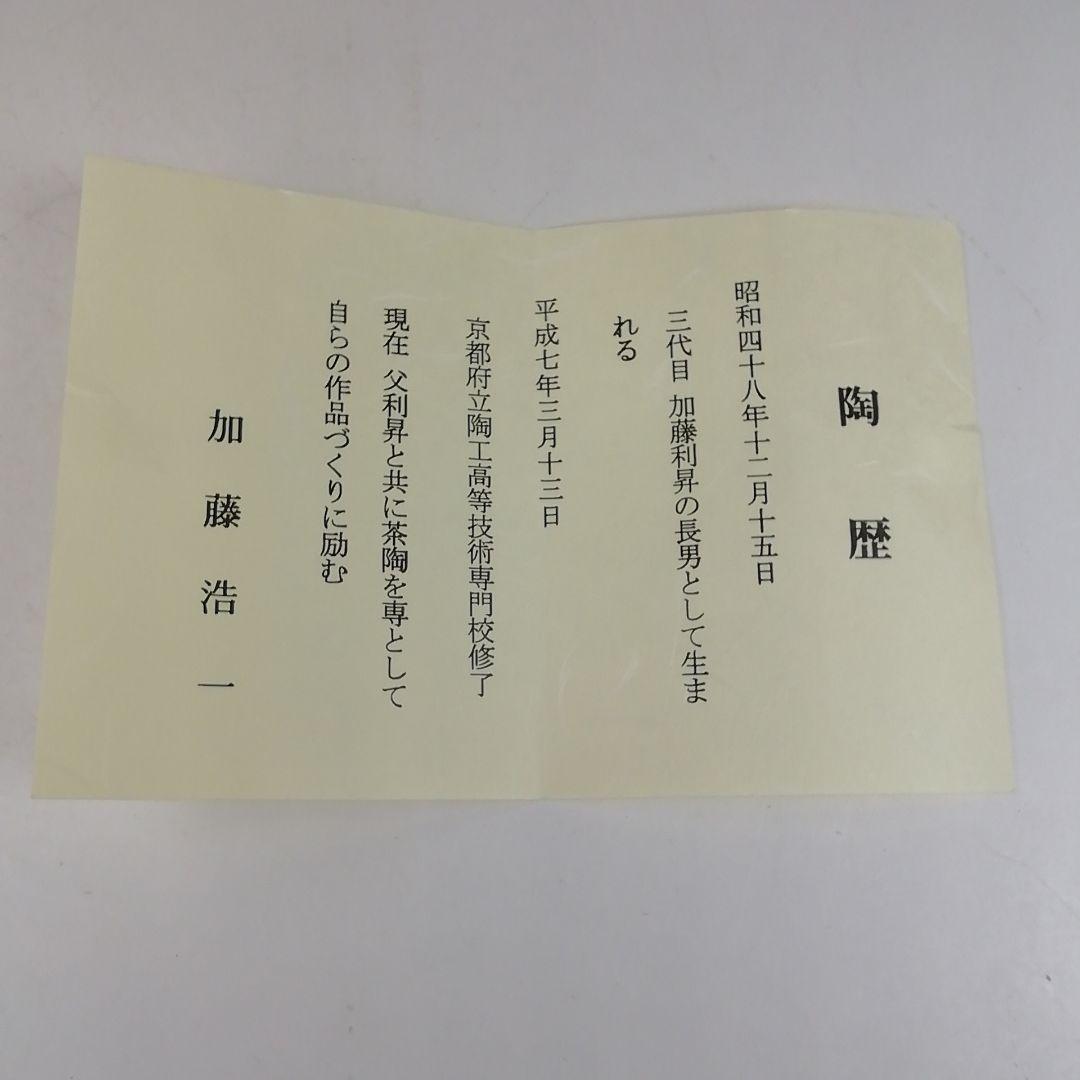 陶歴
昭和四十八年十二月十五日
三代目 加藤利昇の長男として生ま
れる
平成七年三月十三日
京都府立陶工高等技術専門校修了
現在 父利昇と共に茶陶を専として
自らの作品づくりに励む
加藤浩一